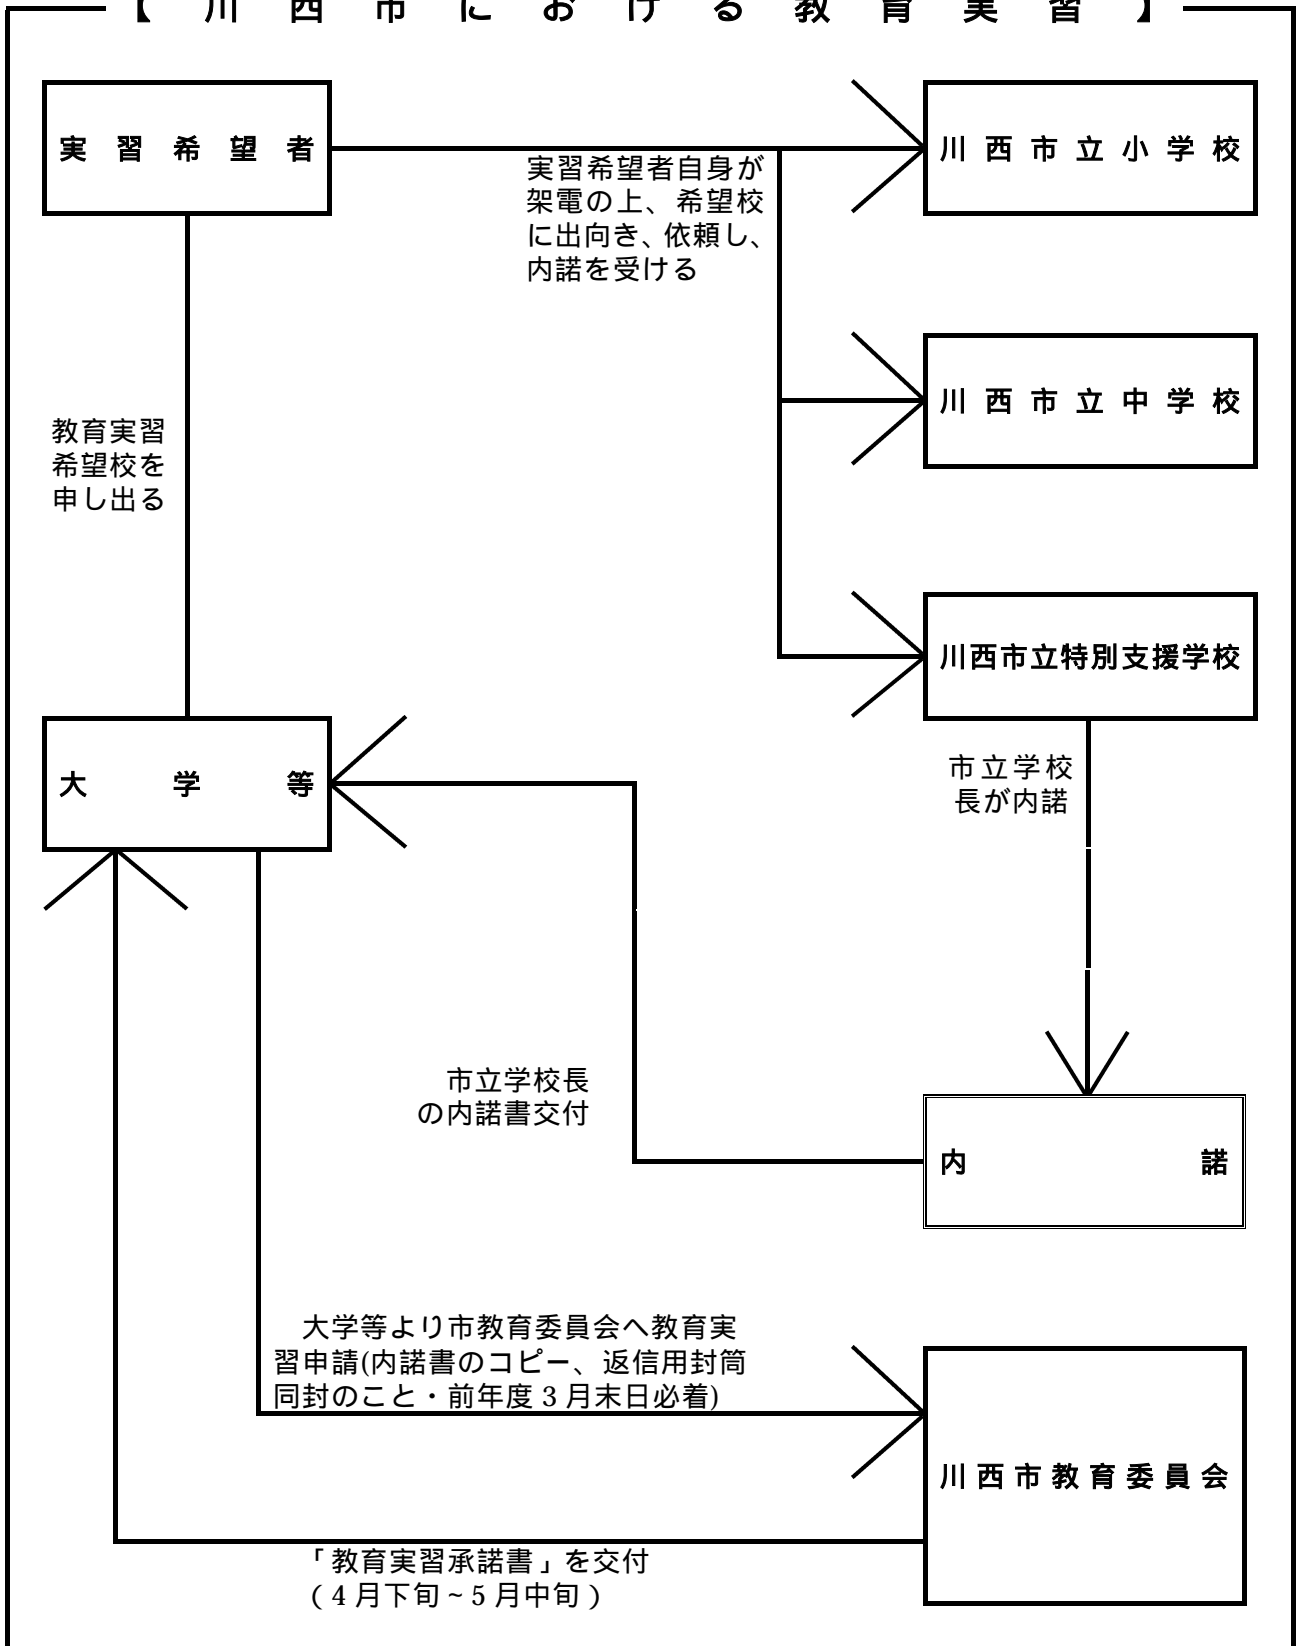 【川西市における教育実習】
実習希望者
川西市立小学校
実習希望者自身が
架電の上、希望校
に出向き、依頼し、
内諾を受ける
川西市立中学校
教育実習
希望校を
申し出る
川西市立特別支援学校
大学等
市立学校
長が内諾
市立学校長
の内諾書交付
内諾
大学等より市教育委員会へ教育実
習申請(内諾書のコピー、返信用封筒
同封のこと・前年度3月末日必着)
川西市教育委員会
「教育実習承諾書」を交付
(4月下旬~5月中旬)